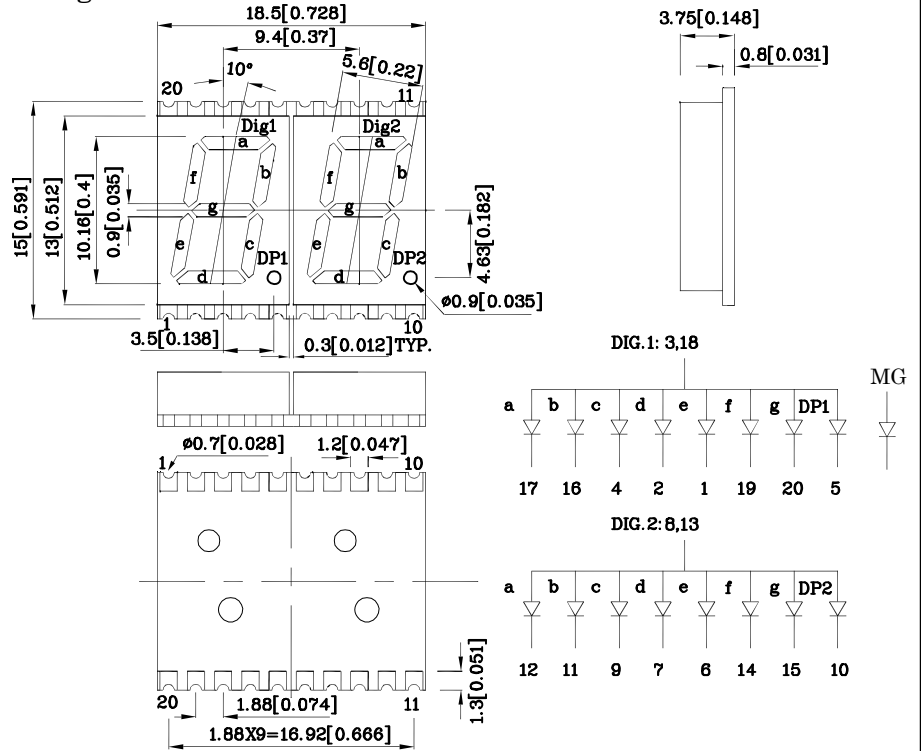 18.5[0.728]
9.4[0.37]
10°
5.6[0.22]
20
11
3.75[0.148]
0.8[0.031]
15[0.591]
13[0.512]
10.16[0.4]
0.9[0.035]
Dig1
a
b
f
g
e
c
d
DP1
Dig2
a
b
f
g
e
c
d
DP2
4.63[0.182]
ø0.9[0.035]
1
10
3.5[0.138]
0.3[0.012]TYP.
ø0.7[0.028]
1.2[0.047]
1
10
20
11
1.88[0.074]
1.3[0.051]
1.88X9=16.92[0.666]
DIG.1: 3,18
a b c d e f g DP1
17 16 4 2 1 19 20 5
MG
DIG.2: 8,13
a b c d e f g DP2
12 11 9 7 6 14 15 10